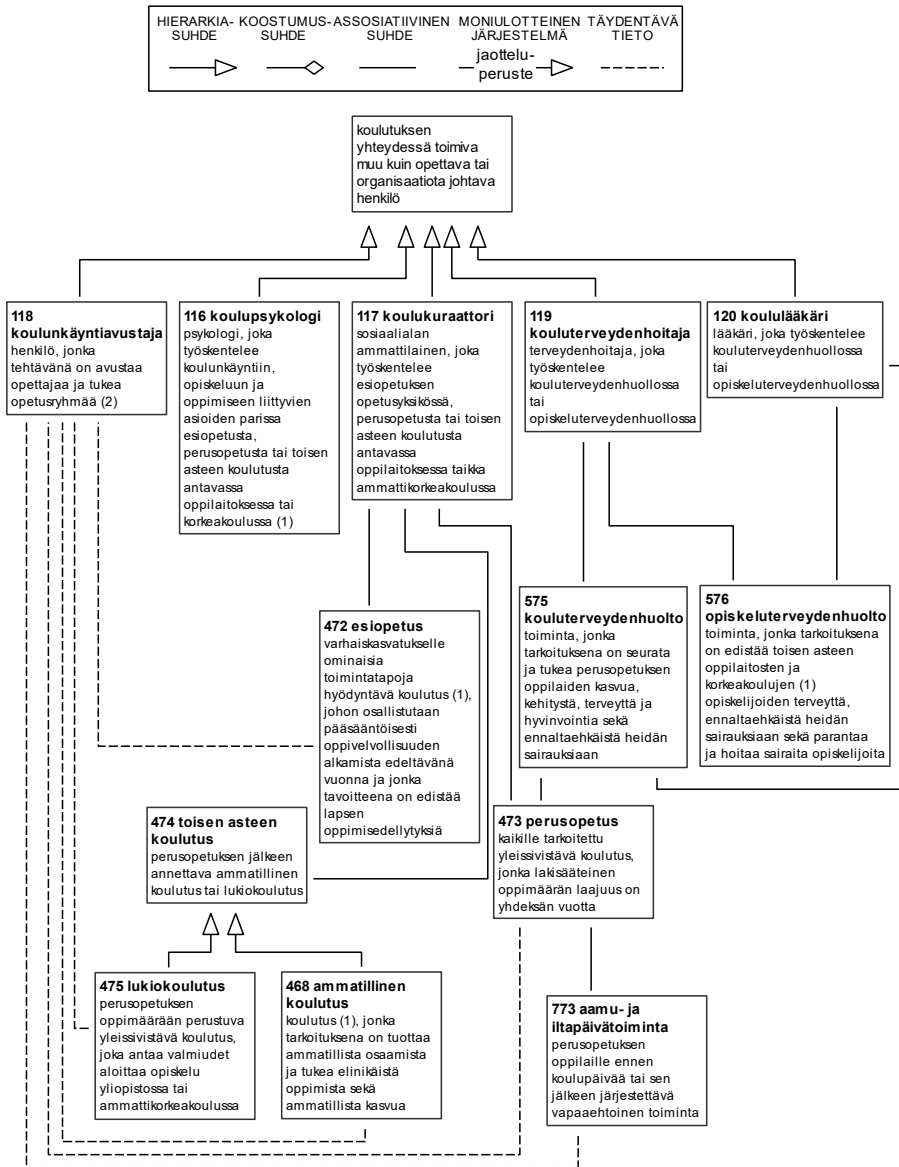 HIERARKIA-
SUHDE
KOOSTUMUS-
SUHDE
ASSOSIATIIVINEN
SUHDE
MONIULOTTEINEN
JÄRJESTELMÄ
TÄYDENTÄVÄ
TIETO
jaottelu-
peruste
koulutuksen
yhteydessä toimiva
muu kuin opettava tai
organisaatiota johtava
henkilö
118
koulunkäyntiavustaja
henkilö, jonka
tehtävänä on avustaa
opettajaa ja tukea
opetusryhmää (2)
116 koulupsykologi
psykologi, joka
työskentelee
koulunkäyntiin,
opiskeluun ja
oppimiseen liittyvien
asioiden parissa
esiopetusta,
perusopetusta tai toisen
asteen koulutusta
antavassa
oppilaitoksessa tai
korkeakoulussa (1)
117 koulukuraattori
sosiaalialan
ammattilainen, joka
työskentelee
esiopetuksen
opetusyksikössä,
perusopetusta tai toisen
asteen koulutusta
antavassa
oppilaitoksessa taikka
ammattikorkeakoulussa
119
kouluterveydenhoitaja
terveydenhoitaja, joka
työskentelee
kouluterveydenhuollossa
tai
opiskeluterveydenhuollossa
120 koululääkäri
lääkäri, joka työskentelee
kouluterveydenhuollossa
tai
opiskeluterveydenhuollossa
472 esiopetus
varhaiskasvatukselle
ominaisia
toimintatapoja
hyödyntävä koulutus (1),
johon osallistutaan
pääsääntöisesti
oppivelvollisuuden
alkamista edeltävänä
vuonna ja jonka
tavoitteena on edistää
lapsen
oppimisedellytyksiä
575
kouluterveydenhuolto
toiminta, jonka
tarkoituksena on seurata
ja tukea perusopetuksen
oppilaiden kasvua,
kehitystä, terveyttä ja
hyvinvointia sekä
ennaltaehkäistä heidän
sairauksiaan
576
opiskeluterveydenhuolto
toiminta, jonka tarkoituksena
on edistää toisen asteen
oppilaitosten ja
korkeakoulujen (1)
opiskelijoiden terveyttä,
ennaltaehkäistä heidän
sairauksiaan sekä parantaa
ja hoitaa sairaita opiskelijoita
474 toisen asteen
koulutus
perusopetuksen jälkeen
annettava ammatillinen
koulutus tai lukiokoulutus
473 perusopetus
kaikille tarkoitettu
yleissivistävä koulutus,
jonka lakisääteinen
oppimäärän laajuus on
yhdeksän vuotta
475 lukiokoulutus
perusopetuksen
oppimäärään perustuva
yleissivistävä koulutus,
joka antaa valmiudet
aloittaa opiskelu
yliopistossa tai
ammattikorkeakoulussa
468 ammatillinen
koulutus
koulutus (1), jonka
tarkoituksena on tuottaa
ammatillista osaamista
ja tukea elinikäistä
oppimista sekä
ammatillista kasvua
773 aamu- ja
iltapäivätoiminta
perusopetuksen
oppilaille ennen
koulupäivää tai sen
jälkeen järjestettävä
vapaaehtoinen toiminta